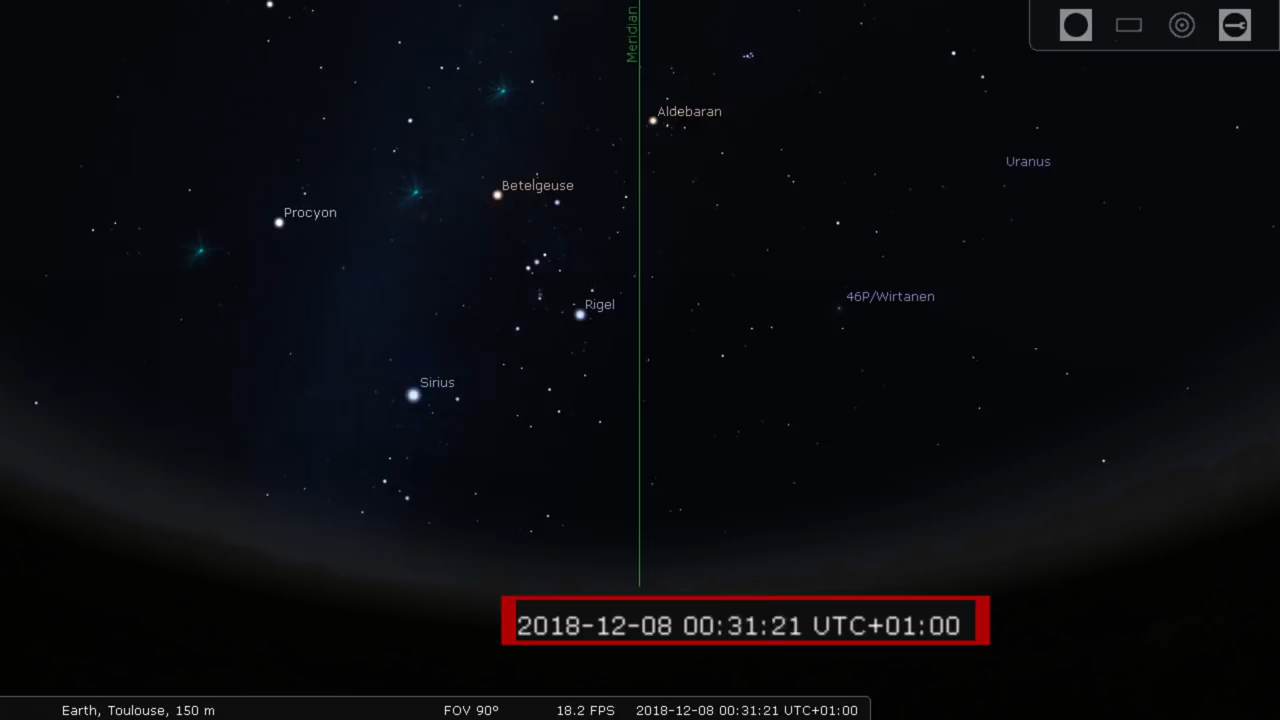 Meridian
Aldebaran
Uranus
Betelgeuse
Procyon
46P/Wirtanen
Rigel
Sirius
2018-12-08 00:31:21 UTC+01:00
Earth, Toulouse, 150 m FOV 90° 18.2 FPS 2018-12-08 00:31:21 UTC+01:00